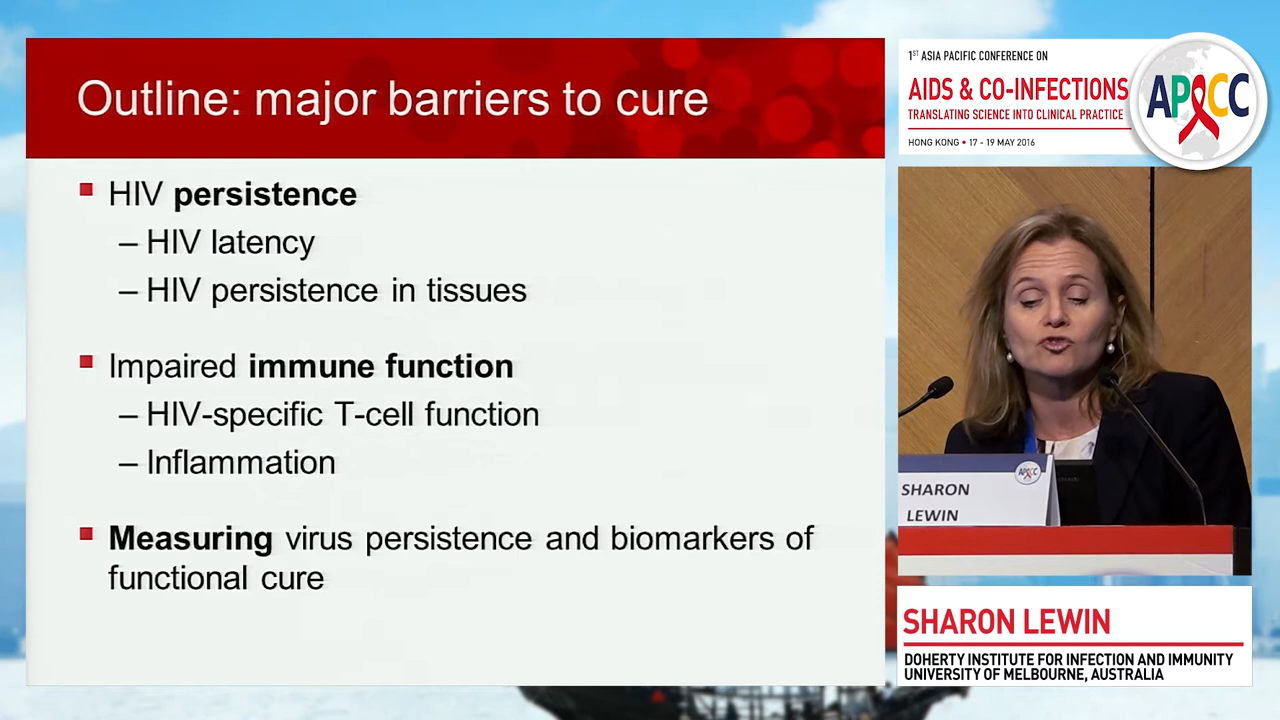 Outline: major barriers to cure
HIV persistence
– HIV latency
– HIV persistence in tissues
Impaired immune function
– HIV-specific T-cell function
– Inflammation
Measuring virus persistence and biomarkers of
functional cure
1ST ASIA PACIFIC CONFERENCE ON
AIDS & CO-INFECTIONS
TRANSLATING SCIENCE INTO CLINICAL PRACTICE
HONG KONG • 17 - 19 MAY 2016
APCC
APCC
SHARON
LEWIN
SHARON LEWIN
DOHERTY INSTITUTE FOR INFECTION AND IMMUNITY
UNIVERSITY OF MELBOURNE, AUSTRALIA